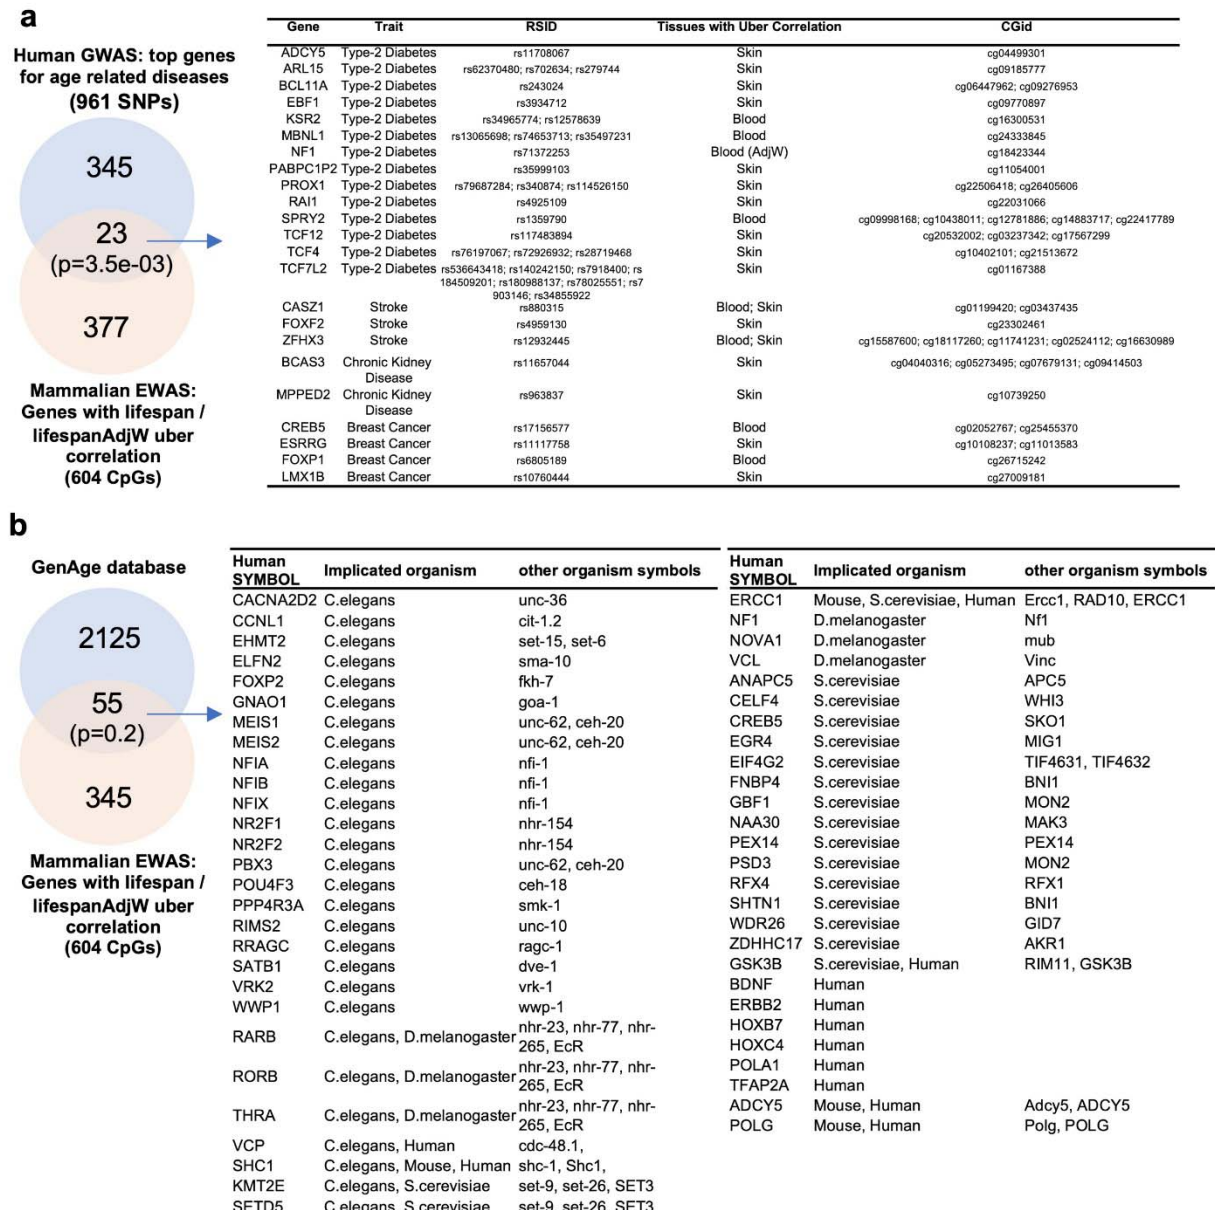 a
Human GWAS: top genes
for age related diseases
(961 SNPs)
345
23
(p=3.5e-03)
377
Mammalian EWAS:
Genes with lifespan /
lifespanAdjW uber
correlation
(604 CpGs)
Gene Trait RSID Tissues with Uber Correlation CGid
ADCY5 Type-2 Diabetes rs11708067 Skin cg04499301
ARL15 Type-2 Diabetes rs62370480; rs702634; rs279744 Skin cg09185777
BCL11A Type-2 Diabetes rs243024 Skin cg06447962; cg09276953
EBF1 Type-2 Diabetes rs3934712 Skin cg09770897
KSR2 Type-2 Diabetes rs34965774; rs12578639 Blood cg16300531
MBNL1 Type-2 Diabetes rs13065698; rs74653713; rs35497231 Blood cg24333845
NF1 Type-2 Diabetes rs71372253 Blood (AdjW) cg18423344
PABPC1P2 Type-2 Diabetes rs35999103 Skin cg11054001
PROX1 Type-2 Diabetes rs79687284; rs340874; rs114526150 Skin cg22506418; cg26405606
RAI1 Type-2 Diabetes rs4925109 Skin cg22031066
SPRY2 Type-2 Diabetes rs1359790 Blood cg09998168; cg10438011; cg12781886; cg14883717; cg22417789
TCF12 Type-2 Diabetes rs117483894 Skin cg20532002; cg03237342; cg17567299
TCF4 Type-2 Diabetes rs76197067; rs72926932; rs28719468 Skin cg10402101; cg21513672
TCF7L2 Type-2 Diabetes rs536643418; rs140242150; rs7918400; rs Skin cg01167388
184509201; rs180988137; rs78025551; rs7
903146; rs34855922
CASZ1 Stroke rs880315 Blood; Skin cg01199420; cg03437435
FOXF2 Stroke rs4959130 Skin cg23302461
ZFHX3 Stroke rs12932445 Blood; Skin cg15587600; cg18117260; cg11741231; cg02524112; cg16630989
BCAS3 Chronic Kidney rs11657044 Skin cg04040316; cg05273495; cg07679131; cg09414503
Disease
MPPED2 Chronic Kidney rs963837 Skin cg10739250
Disease
CREB5 Breast Cancer rs17156577 Blood cg02052767; cg25455370
ESRRG Breast Cancer rs11117758 Skin cg10108237; cg11013583
FOXP1 Breast Cancer rs6805189 Blood cg26715242
LMX1B Breast Cancer rs10760444 Skin cg27009181
b
GenAge database
2125
55
(p=0.2)
345
Mammalian EWAS:
Genes with lifespan /
lifespanAdjW uber
correlation
(604 CpGs)
Human
SYMBOL Implicated organism other organism symbols
CACNA2D2 C.elegans unc-36
CCNL1 C.elegans cit-1.2
EHMT2 C.elegans set-15, set-6
ELFN2 C.elegans sma-10
FOXP2 C.elegans fkh-7
GNAO1 C.elegans goa-1
MEIS1 C.elegans unc-62, ceh-20
MEIS2 C.elegans unc-62, ceh-20
NFIA C.elegans nfi-1
NFIB C.elegans nfi-1
NFIX C.elegans nfi-1
NR2F1 C.elegans nhr-154
NR2F2 C.elegans nhr-154
PBX3 C.elegans unc-62, ceh-20
POU4F3 C.elegans ceh-18
PPP4R3A C.elegans smk-1
RIMS2 C.elegans unc-10
RRAGC C.elegans ragc-1
SATB1 C.elegans dve-1
VRK2 C.elegans vrk-1
WWP1 C.elegans wwp-1
RARB C.elegans, D.melanogaster nhr-23, nhr-77, nhr-
265, EcR
RORB C.elegans, D.melanogaster nhr-23, nhr-77, nhr-
265, EcR
THRA C.elegans, D.melanogaster nhr-23, nhr-77, nhr-
265, EcR
VCP C.elegans, Human cdc-48.1,
SHC1 C.elegans, Mouse, Human shc-1, Shc1,
KMT2E C.elegans, S.cerevisiae set-9, set-26, SET3
SETD5 C.elegans, S.cerevisiae set-9, set-26, SET3
Human
SYMBOL Implicated organism other organism symbols
ERCC1 Mouse, S.cerevisiae, Human Ercc1, RAD10, ERCC1
NF1 D.melanogaster Nf1
NOVA1 D.melanogaster mub
VCL D.melanogaster Vinc
ANAPC5 S.cerevisiae APC5
CELF4 S.cerevisiae WHI3
CREB5 S.cerevisiae SKO1
EGR4 S.cerevisiae MIG1
EIF4G2 S.cerevisiae TIF4631, TIF4632
FNBP4 S.cerevisiae BNI1
GBF1 S.cerevisiae MON2
NAA30 S.cerevisiae MAK3
PEX14 S.cerevisiae PEX14
PSD3 S.cerevisiae MON2
RFX4 S.cerevisiae RFX1
SHTN1 S.cerevisiae BNI1
WDR26 S.cerevisiae GID7
ZDHHC17 S.cerevisiae AKR1
GSK3B S.cerevisiae, Human RIM11, GSK3B
BDNF Human
ERBB2 Human
HOXB7 Human
HOXC4 Human
POLA1 Human
TFAP2A Human
ADCY5 Mouse, Human Adcy5, ADCY5
POLG Mouse, Human Polg, POLG